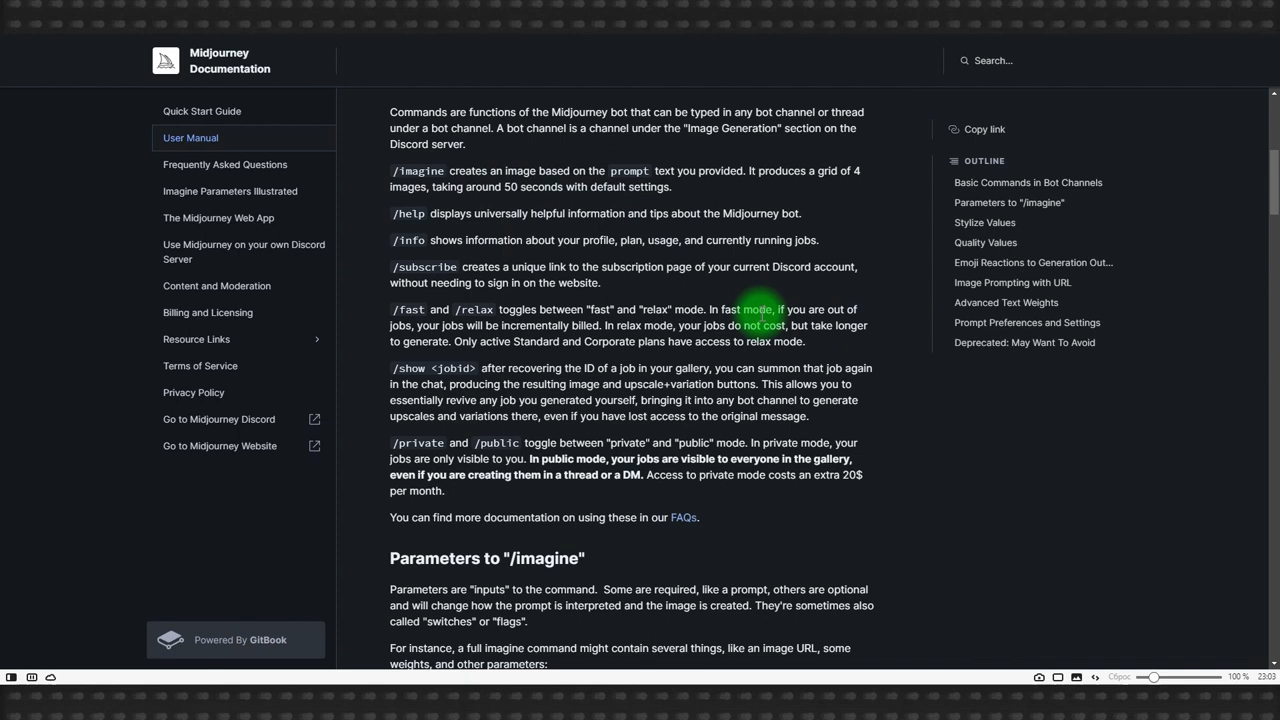 Midjourney
Documentation
Search...
Quick Start Guide
User Manual
Frequently Asked Questions
Imagine Parameters Illustrated
The Midjourney Web App
Use Midjourney on your own Discord
Server
Content and Moderation
Billing and Licensing
Resource Links
Terms of Service
Privacy Policy
Go to Midjourney Discord
Go to Midjourney Website
Powered By GitBook
Commands are functions of the Midjourney bot that can be typed in any bot channel or thread
under a bot channel. A bot channel is a channel under the "Image Generation" section on the
Discord server.
/imagine creates an image based on the prompt text you provided. It produces a grid of 4
images, taking around 50 seconds with default settings.
/help displays universally helpful information and tips about the Midjourney bot.
/info shows information about your profile, plan, usage, and currently running jobs.
/subscribe creates a unique link to the subscription page of your current Discord account,
without needing to sign in on the website.
/fast and /relax toggles between "fast" and "relax" mode. In fast mode, if you are out of
jobs, your jobs will be incrementally billed. In relax mode, your jobs do not cost, but take longer
to generate. Only active Standard and Corporate plans have access to relax mode.
/show <jobid> after recovering the ID of a job in your gallery, you can summon that job again
in the chat, producing the resulting image and upscale+variation buttons. This allows you to
essentially revive any job you generated yourself, bringing it into any bot channel to generate
upscales and variations there, even if you have lost access to the original message.
/private and /public toggle between "private" and "public" mode. In private mode, your
jobs are only visible to you. In public mode, your jobs are visible to everyone in the gallery,
even if you are creating them in a thread or a DM. Access to private mode costs an extra 20$
per month.
You can find more documentation on using these in our FAQs.
Parameters to "/imagine"
Parameters are "inputs" to the command. Some are required, like a prompt, others are optional
and will change how the prompt is interpreted and the image is created. They're sometimes also
called "switches" or "flags".
For instance, a full imagine command might contain several things, like an image URL, some
weights, and other parameters:
Copy link
OUTLINE
Basic Commands in Bot Channels
Parameters to "/imagine"
Stylize Values
Quality Values
Emoji Reactions to Generation Out...
Image Prompting with URL
Advanced Text Weights
Prompt Preferences and Settings
Deprecated: May Want To Avoid
Сброс
100 %
23:03